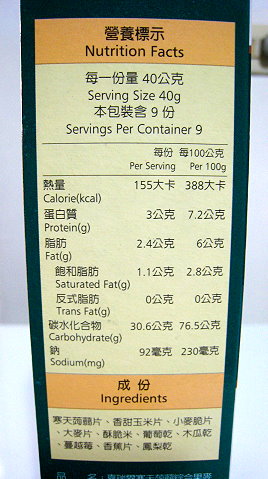 營養標示
Nutrition Facts
每一份量 40公克
Serving Size 40g
本包裝含 9 份
Servings Per Container 9
每份 每100公克
Per Serving Per 100g
熱量 155大卡 388大卡
Calorie(kcal)
蛋白質 3公克 7.2公克
Protein(g)
脂肪 2.4公克 6公克
Fat(g)
飽和脂肪 1.1公克 2.8公克
Saturated Fat(g)
反式脂肪 0公克 0公克
Trans Fat(g)
碳水化合物 30.6公克 76.5公克
Carbohydrate(g)
鈉 92毫克 230毫克
Sodium(mg)
成 份
Ingredients
寒天蒟蒻片、香甜玉米片、小麥脆片
、大麥片、酥脆米、葡萄乾、木瓜乾
、蔓越莓、香蕉片、鳳梨乾
品 名：